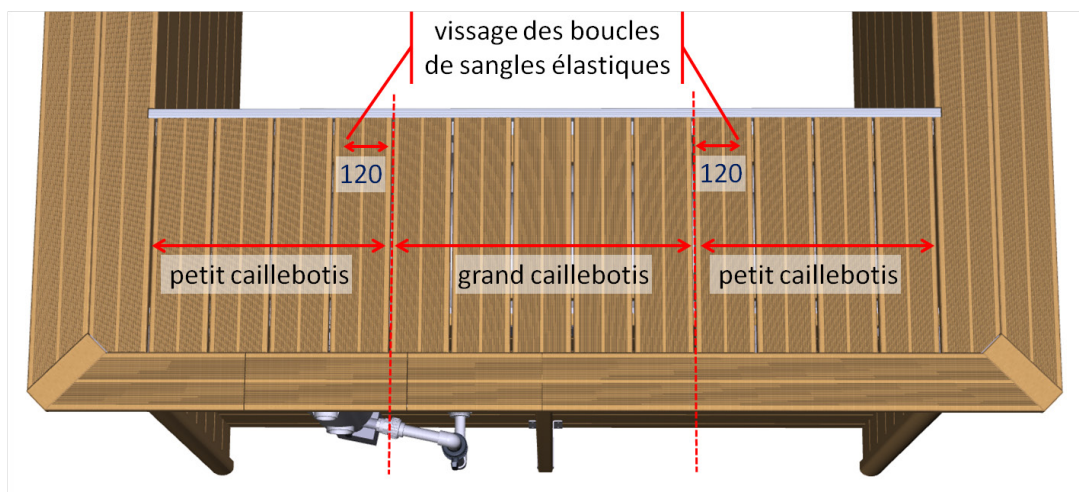 vissage des boucles
de sangles élastiques
120
120
petit caillebotis
grand caillebotis
petit caillebotis